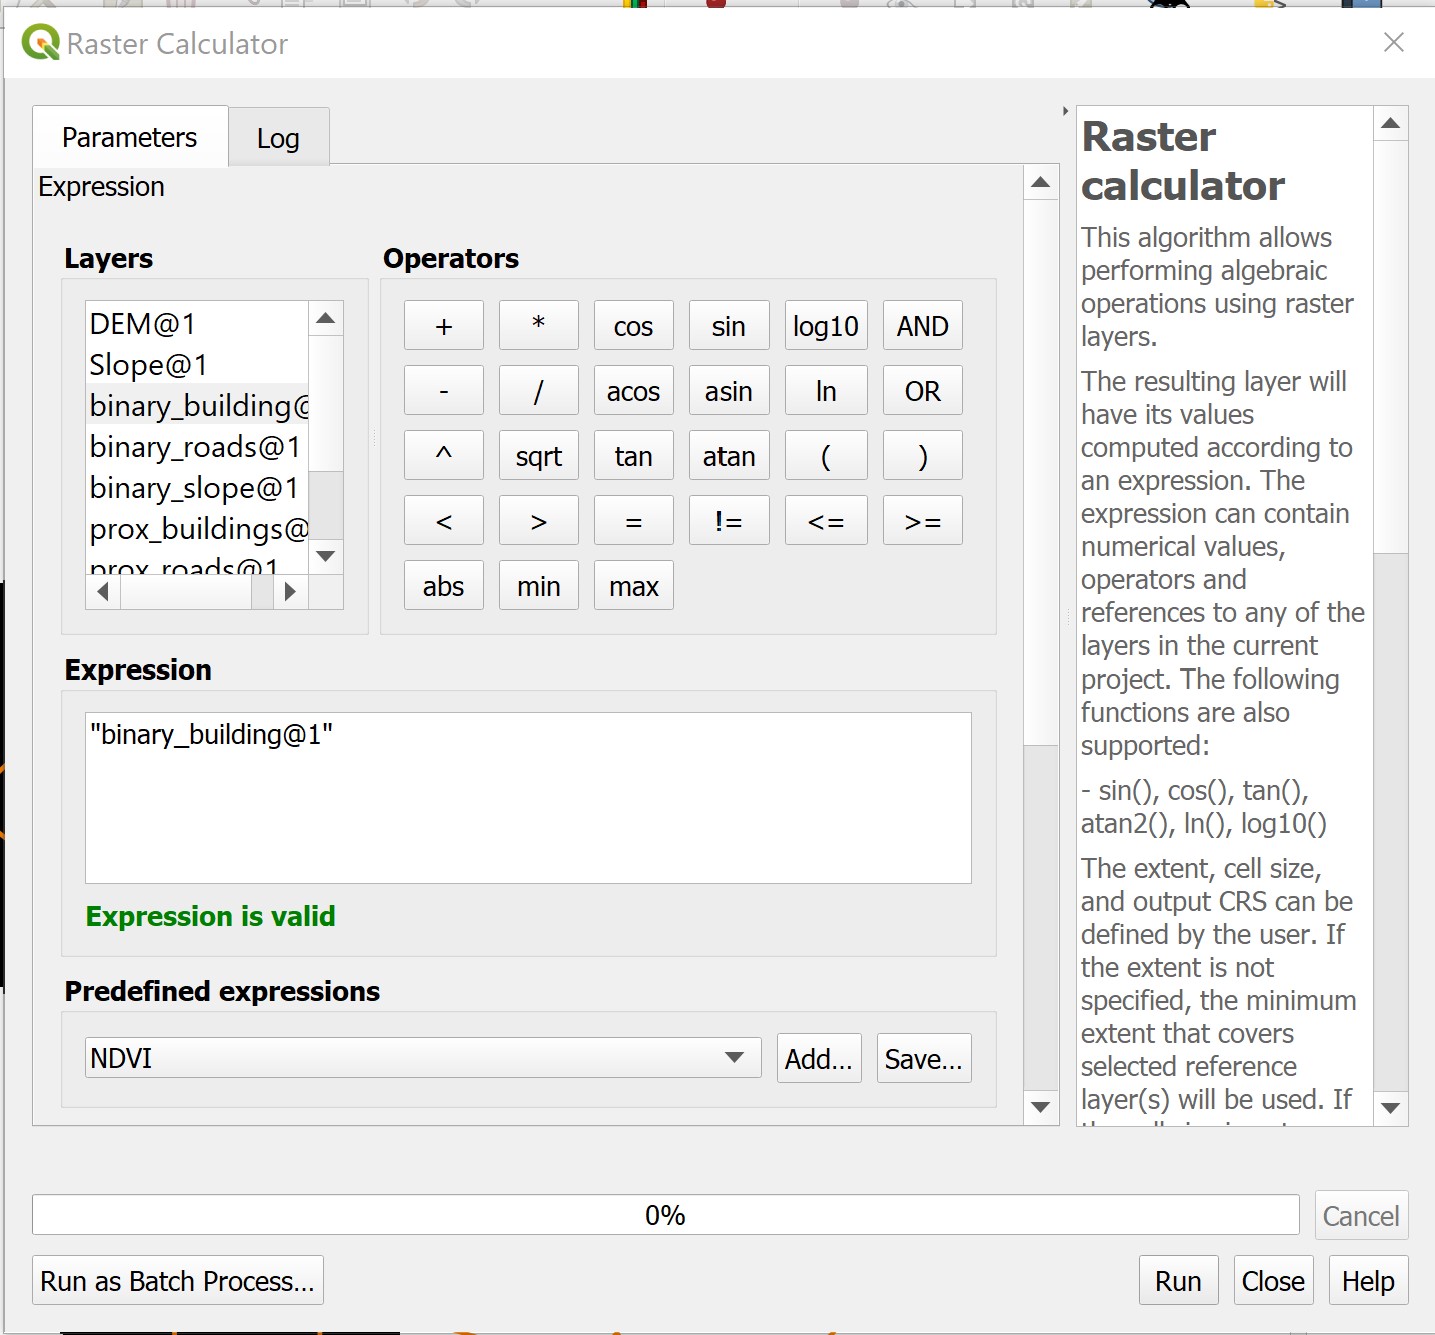 Raster Calculator
Parameters
Log
Expression
Layers
DEM@1
Slope@1
binary_building@
binary_roads@1
binary_slope@1
prox_buildings@
prox_roads@1
Operators
+ * cos sin log10 AND
- / acos asin ln OR
^ sqrt tan atan ( )
< > = != <= >=
abs min max
Expression
"binary_building@1"
Expression is valid
Predefined expressions
NDVI
Add...
Save...
Raster
calculator
This algorithm allows
performing algebraic
operations using raster
layers.
The resulting layer will
have its values
computed according to
an expression. The
expression can contain
numerical values,
operators and
references to any of the
layers in the current
project. The following
functions are also
supported:
- sin(), cos(), tan(),
atan2(), ln(), log10()
The extent, cell size,
and output CRS can be
defined by the user. If
the extent is not
specified, the minimum
extent that covers
selected reference
layer(s) will be used. If
0%
Cancel
Run as Batch Process...
Run
Close
Help